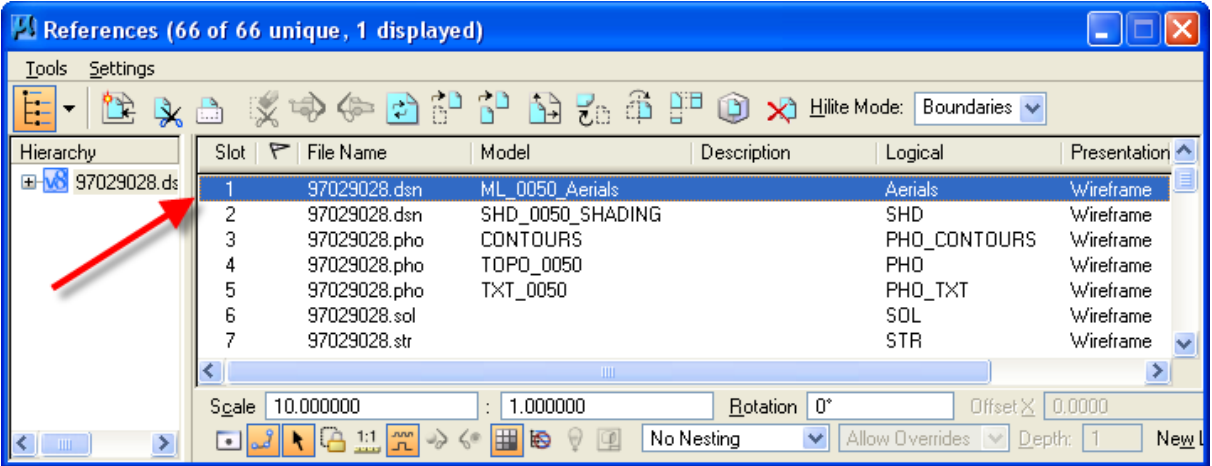 References (66 of 66 unique, 1 displayed)
Tools Settings
Hilite Mode: Boundaries
Hierarchy Slot File Name Model Description Logical Presentation
V8 97029028.ds 1 97029028.dsn ML_0050_Aerials Aerials Wireframe
2 97029028.dsn SHD_0050_SHADING SHD Wireframe
3 97029028.pho CONTOURS PHO_CONTOURS Wireframe
4 97029028.pho TOPO_0050 PHO Wireframe
5 97029028.pho TXT_0050 PHO_TXT Wireframe
6 97029028.sol SOL Wireframe
7 97029028.str STR Wireframe
Scale 10.000000 : 1.000000 Rotation 0° Offset X 0.0000
1:1 No Nesting Allow Overrides Depth: 1 New L